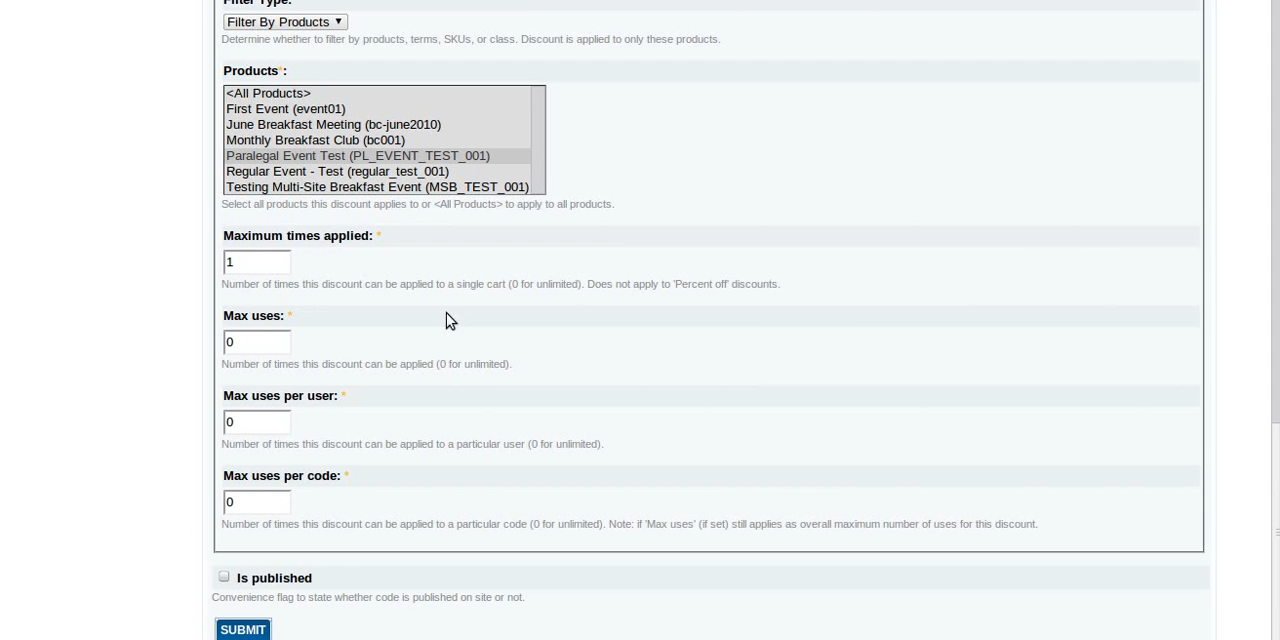 Filter Type:
Filter By Products ▼
Determine whether to filter by products, terms, SKUs, or class. Discount is applied to only these products.
Products*:
<All Products>
First Event (event01)
June Breakfast Meeting (bc-june2010)
Monthly Breakfast Club (bc001)
Paralegal Event Test (PL_EVENT_TEST_001)
Regular Event - Test (regular_test_001)
Testing Multi-Site Breakfast Event (MSB_TEST_001)
Select all products this discount applies to or <All Products> to apply to all products.
Maximum times applied: *
1
Number of times this discount can be applied to a single cart (0 for unlimited). Does not apply to 'Percent off' discounts.
Max uses: *
0
Number of times this discount can be applied (0 for unlimited).
Max uses per user: *
0
Number of times this discount can be applied to a particular user (0 for unlimited).
Max uses per code: *
0
Number of times this discount can be applied to a particular code (0 for unlimited). Note: if 'Max uses' (if set) still applies as overall maximum number of uses for this discount.
Is published
Convenience flag to state whether code is published on site or not.
SUBMIT